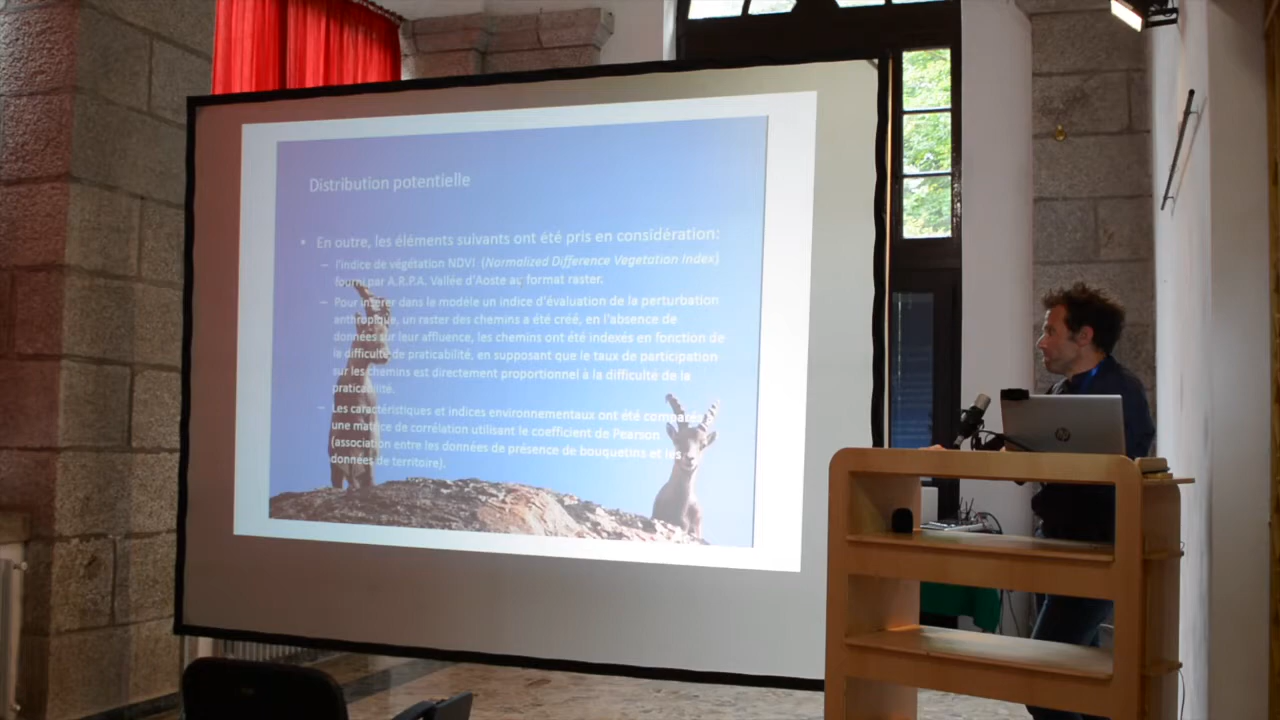 Distribution potentielle
• En outre, les éléments suivants ont été pris en considération:
– l'indice de végétation NDVI (Normalized Difference Vegetation Index)
fourni par A.R.P.A. Vallée d'Aoste au format raster.
– Pour intérer dans le modèle un indice d'évaluation de la perturbation
anthropique, un raster des chemins a été créé, en l'absence de
données sur leur affluence, les chemins ont été indexés en fonction de
la difficulté de praticabilité, en supposant que le taux de participation
sur les chemins est directement proportionnel à la difficulté de la
praticabilité.
– Les caractéristiques et indices environnementaux ont été comparés
une matrice de corrélation utilisant le coefficient de Pearson
(association entre les données de présence de bouquetins et les
données de territoire).
hp